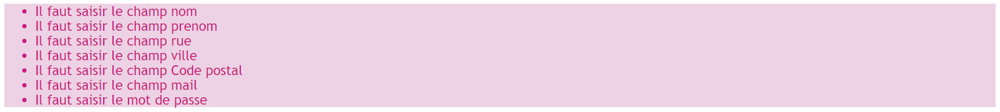 Il faut saisir le champ nom
Il faut saisir le champ prenom
Il faut saisir le champ rue
Il faut saisir le champ ville
Il faut saisir le champ Code postal
Il faut saisir le champ mail
Il faut saisir le mot de passe